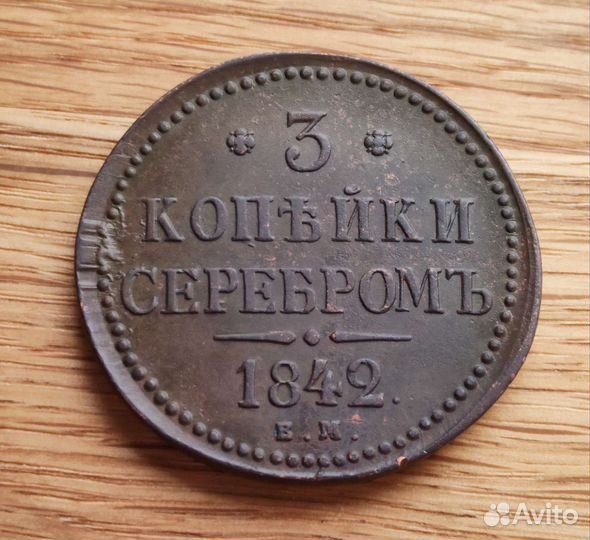 3
КОПѢЙКИ
СЕРЕБРОМЪ
1842.
Е.М.
Avito